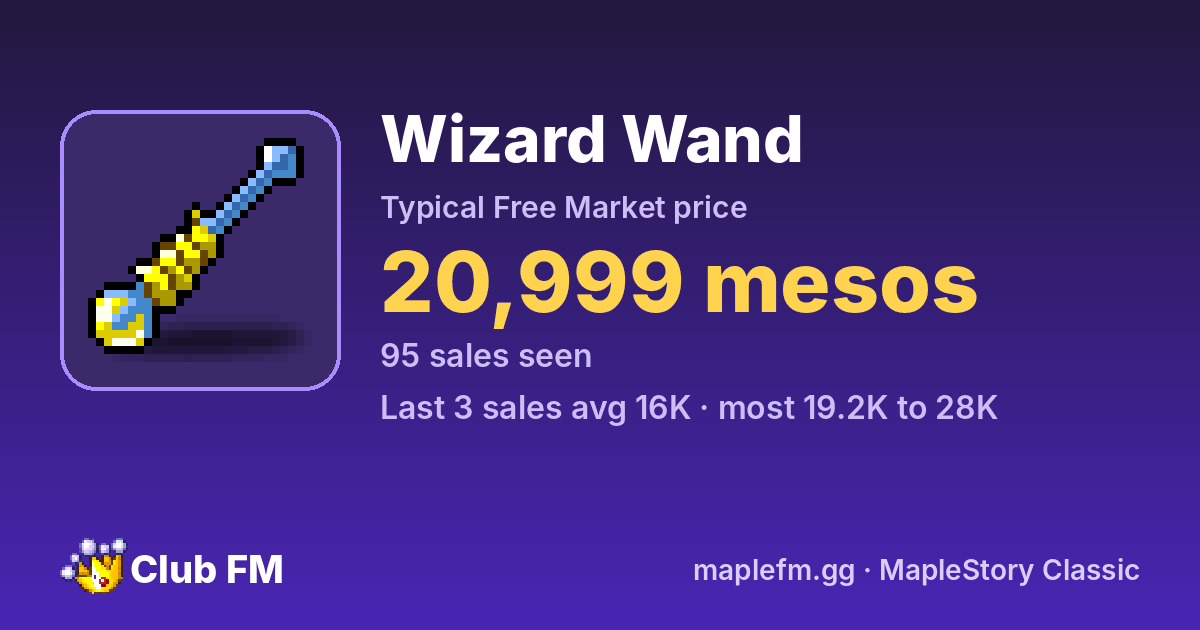 Wizard Wand
Typical Free Market price
20,999 mesos
95 sales seen
Last 3 sales avg 16K · most 19.2K to 28K
Club FM
maplefm.gg · MapleStory Classic